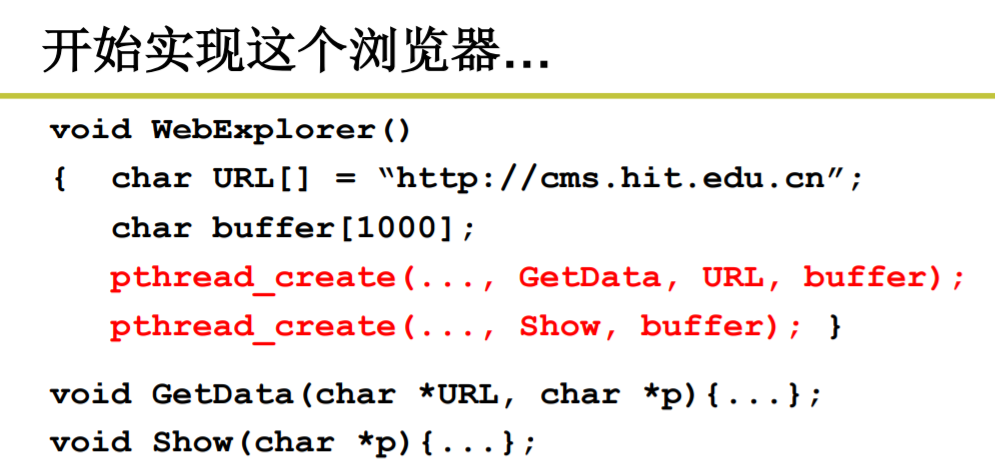 开始实现这个浏览器...
void WebExplorer()
{ char URL[] = “http://cms.hit.edu.cn”;
char buffer[1000];
pthread_create(..., GetData, URL, buffer);
pthread_create(..., Show, buffer); }
void GetData(char *URL, char *p){...};
void Show(char *p){...};